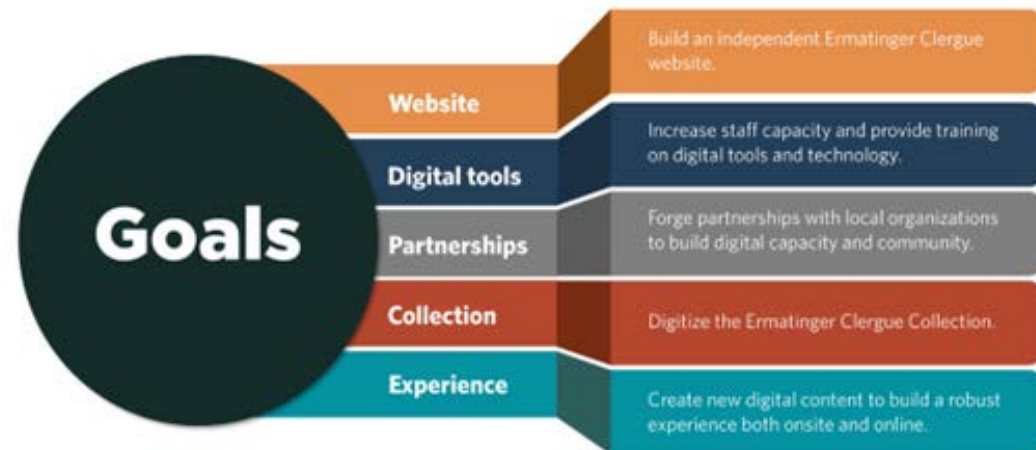 Goals
Website
Build an independent Ermatinger Clergue
website.
Digital tools
Increase staff capacity and provide training
on digital tools and technology.
Partnerships
Forge partnerships with local organizations
to build digital capacity and community.
Collection
Digitize the Ermatinger Clergue Collection.
Experience
Create new digital content to build a robust
experience both onsite and online.